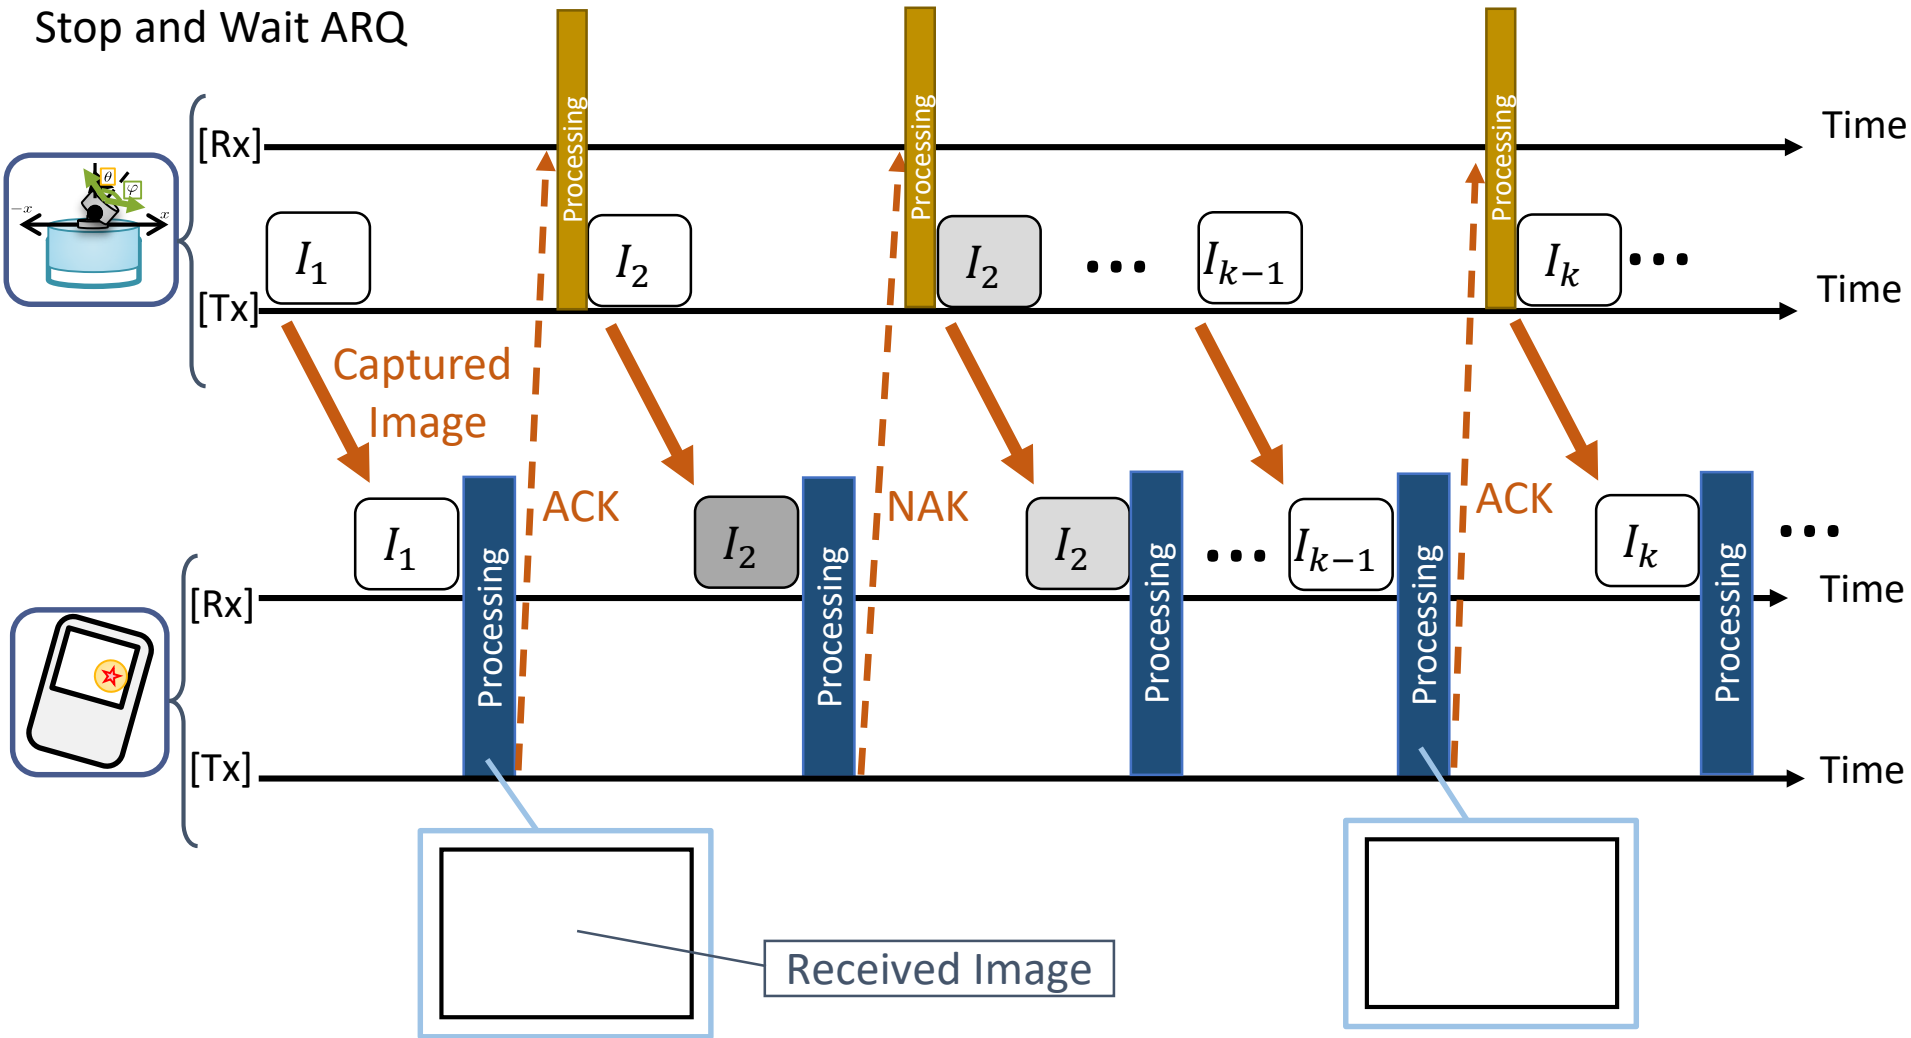 Stop and Wait ARQ
Processing
Processing
Processing
[Rx]
Time
θ
φ
−x
x
I₁
I₂
I₂
...
Iₖ₋₁
Iₖ
...
[Tx]
Time
Captured
Image
ACK
NAK
ACK
I₁
I₂
I₂
...
Iₖ₋₁
Iₖ
...
Processing
Processing
Processing
Processing
Processing
[Rx]
Time
[Tx]
Time
Received Image